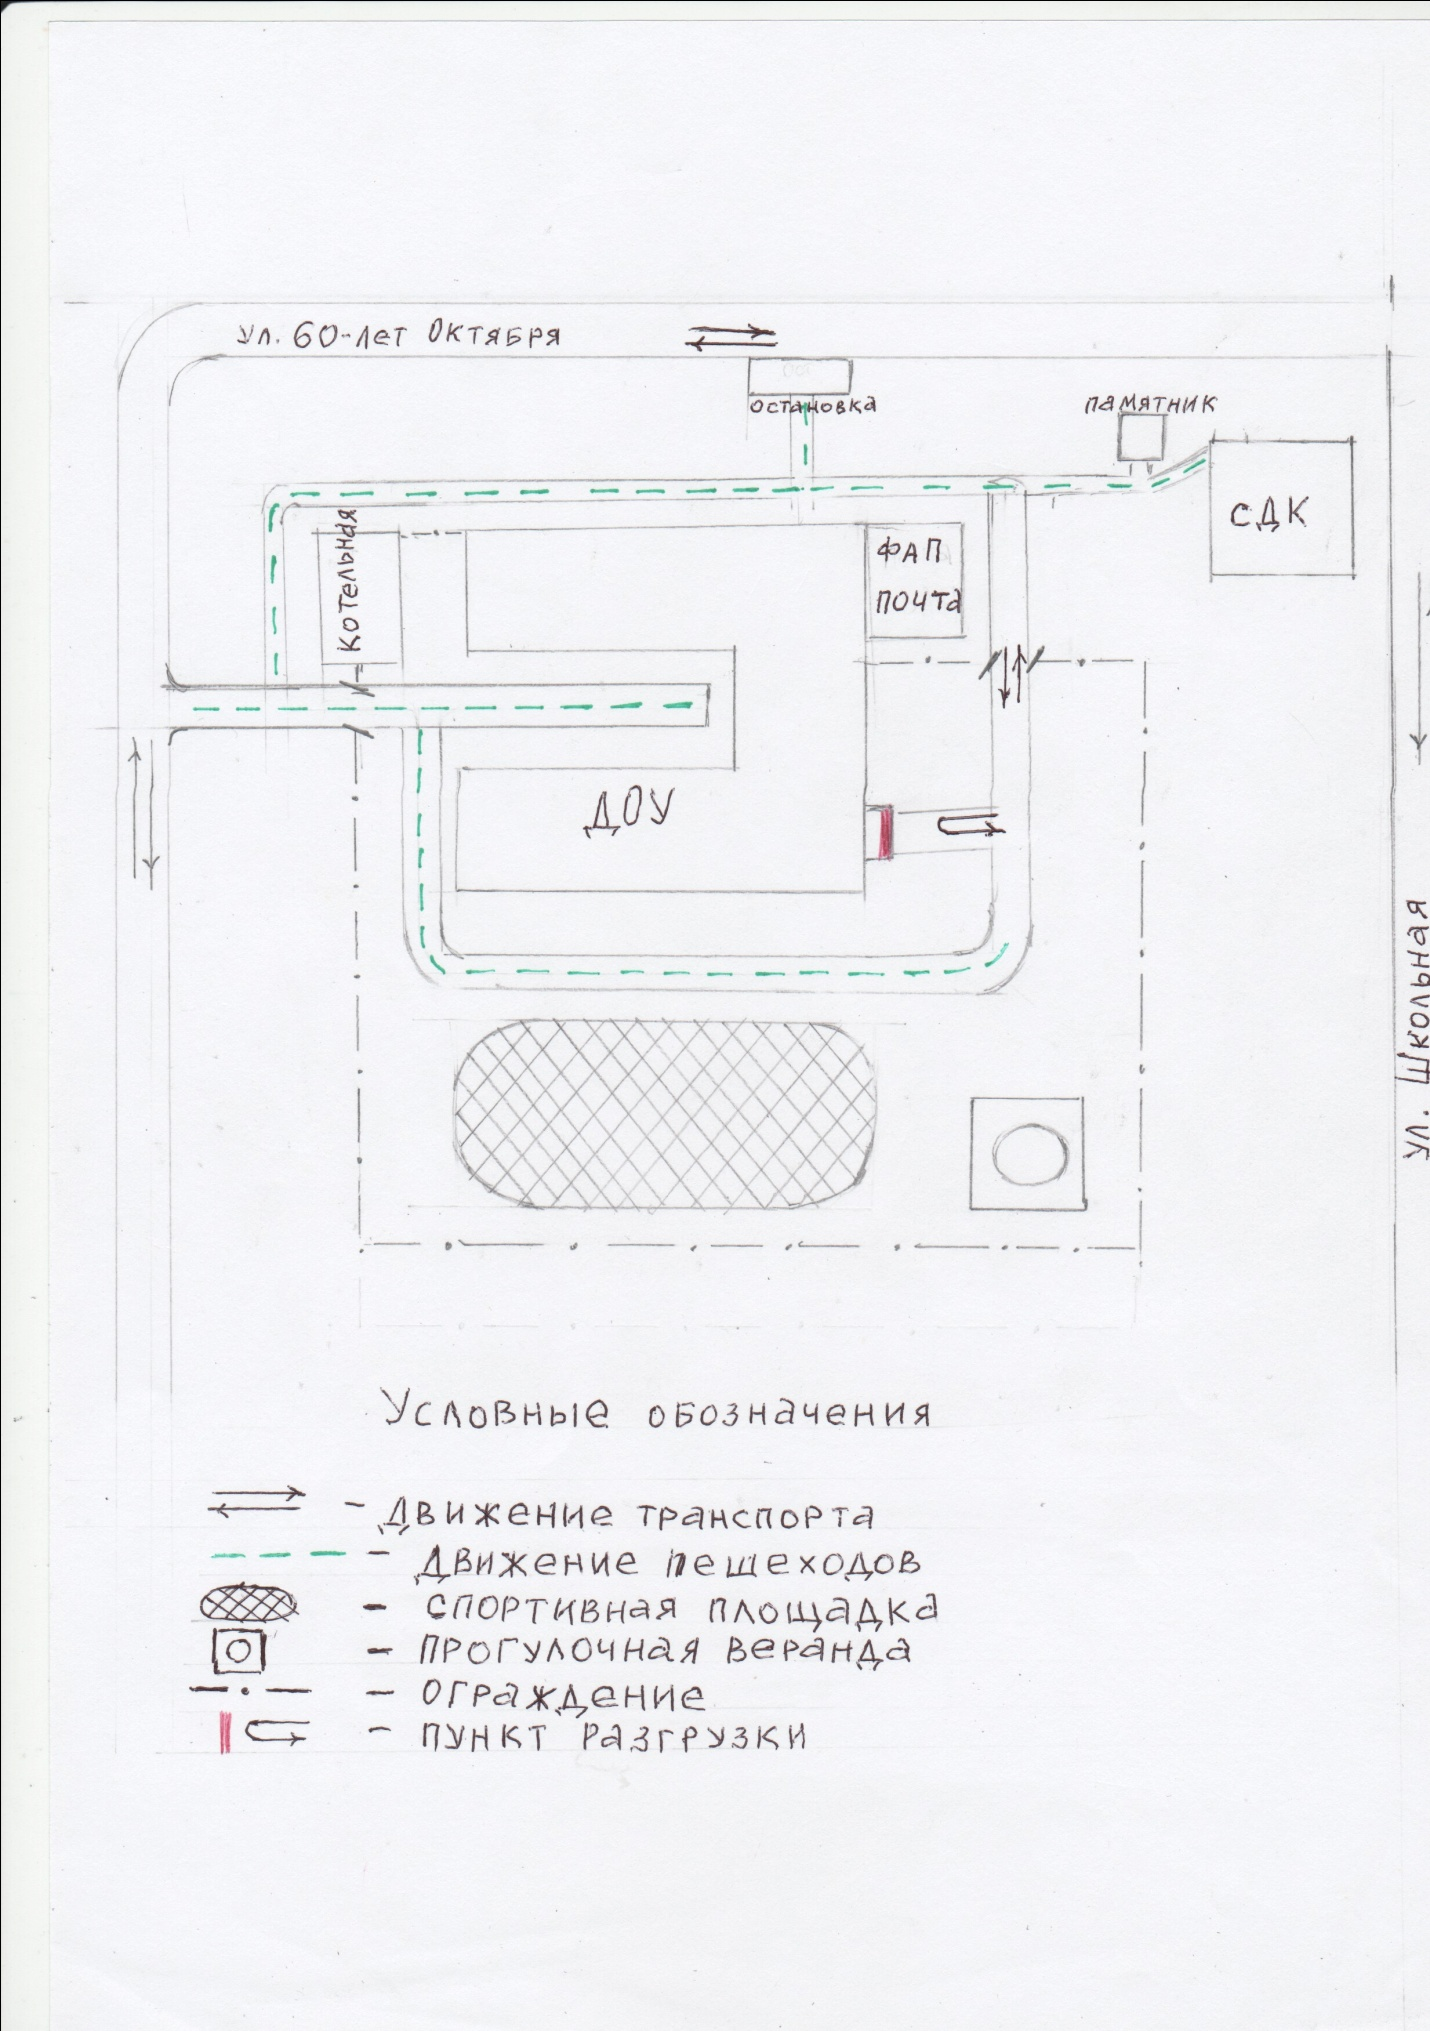 ул. 60-лет Октября
остановка
памятник
СДК
Котельная
ФАП
почта
ДОУ
ул. Школьная
Условные обозначения
- Движение транспорта
- Движение пешеходов
- спортивная площадка
- прогулочная веранда
- ограждение
- пункт разгрузки